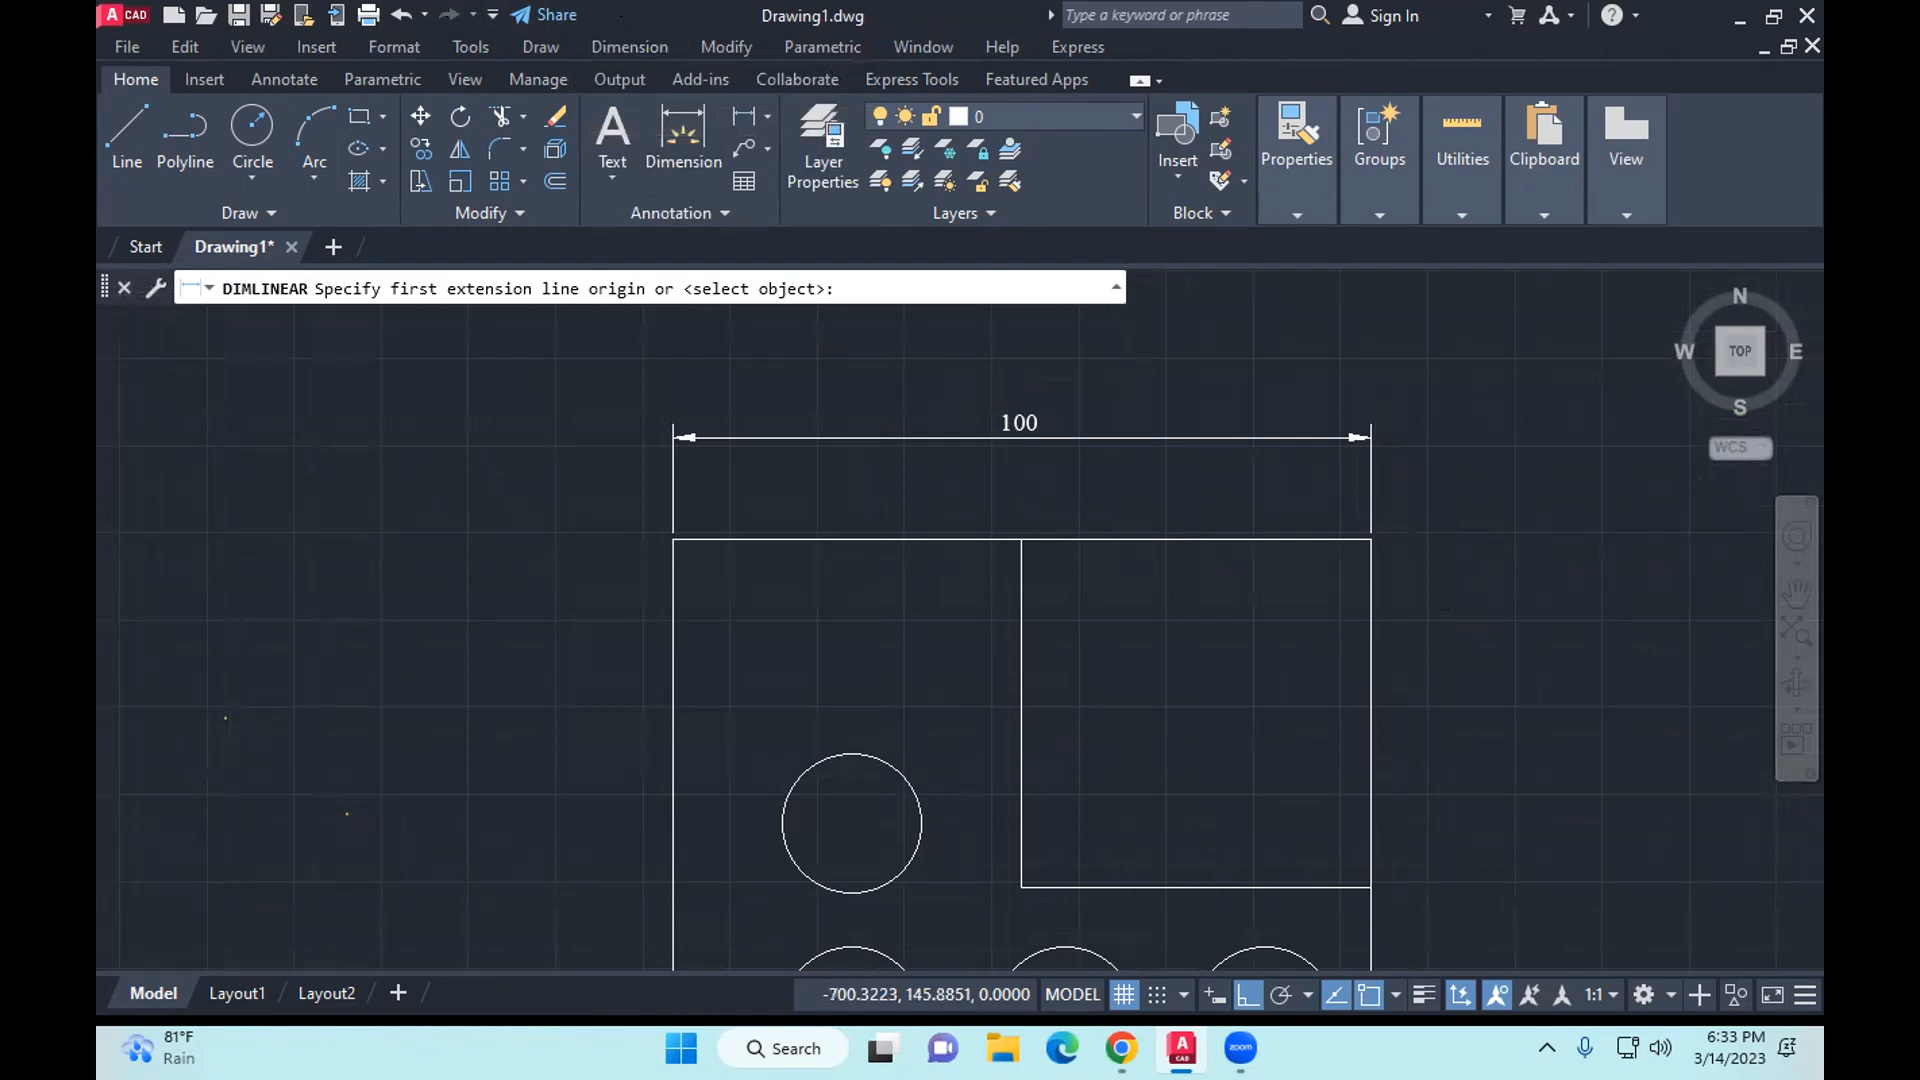 A CAD
Share
Drawing1.dwg
Type a keyword or phrase
Sign In
File Edit View Insert Format Tools Draw Dimension Modify Parametric Window Help Express
Home Insert Annotate Parametric View Manage Output Add-ins Collaborate Express Tools Featured Apps
0
Line Polyline Circle Arc Text Dimension Layer Properties Insert Properties Groups Utilities Clipboard View
Draw Modify Annotation Layers Block
Start Drawing1*
DIMLINEAR Specify first extension line origin or <select object>:
N
W TOP E
S
WCS
100
Model Layout1 Layout2
-700.3223, 145.8851, 0.0000 MODEL 1:1
81°F
Rain
Search
A CAD
zoom
6:33 PM
3/14/2023